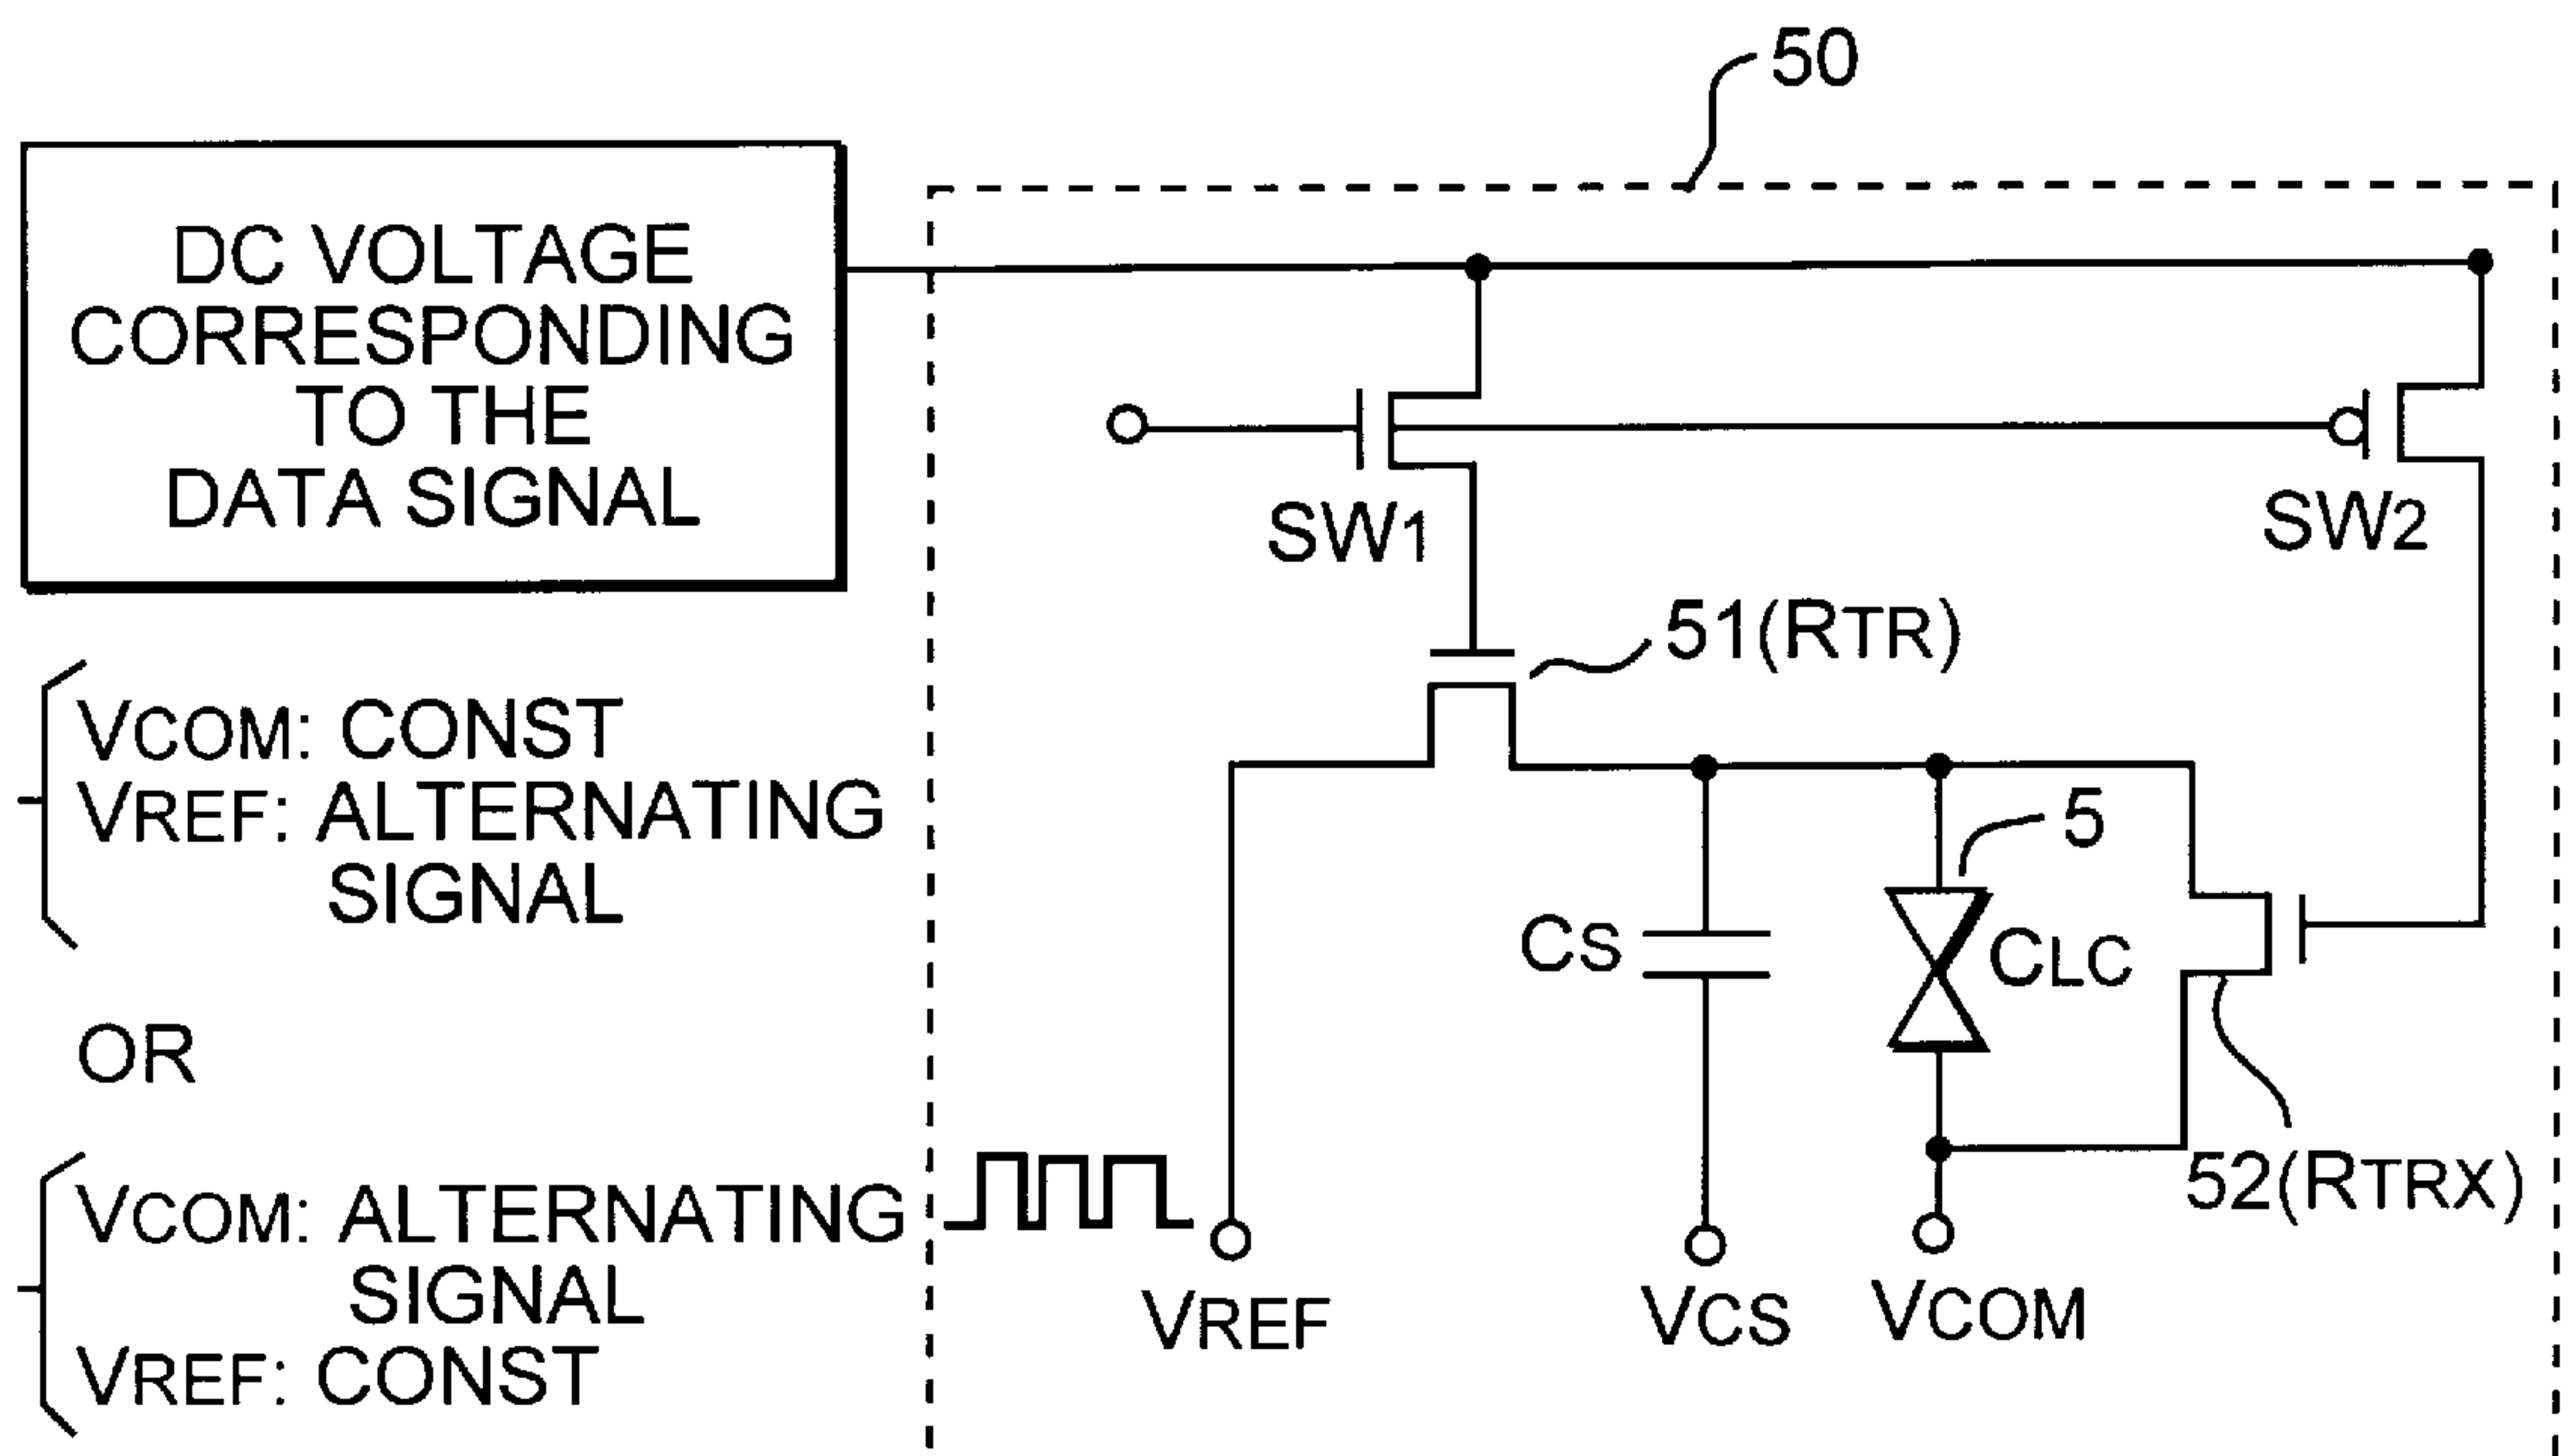 50
DC VOLTAGE
CORRESPONDING
TO THE
DATA SIGNAL
SW1
SW2
51(RTR)
VCOM: CONST
VREF: ALTERNATING
SIGNAL
5
CS
CLC
OR
52(RTRX)
VCOM: ALTERNATING
SIGNAL
VREF: CONST
VREF
VCS
VCOM